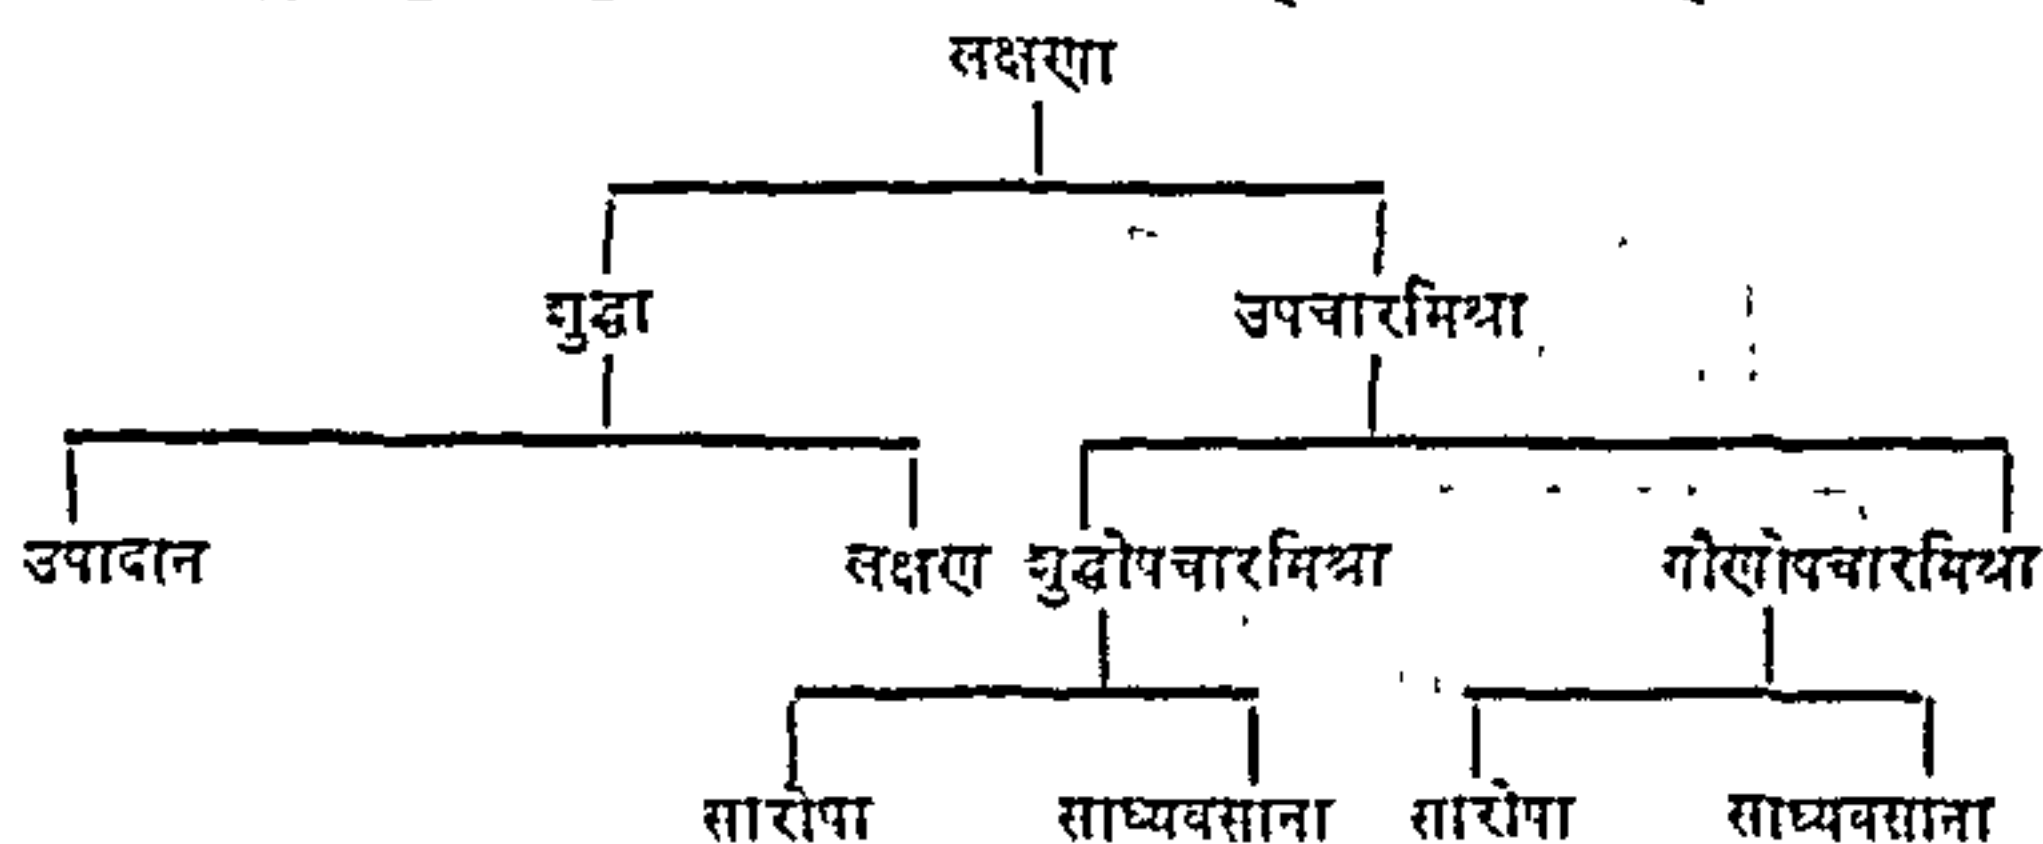 लक्षणा
शुद्धा उपचारमिश्रा
उपादान लक्षण शुद्धोपचारमिश्रा गौणोपचारमिश्रा
सारोपा साध्यवसाना सारोपा साध्यवसाना